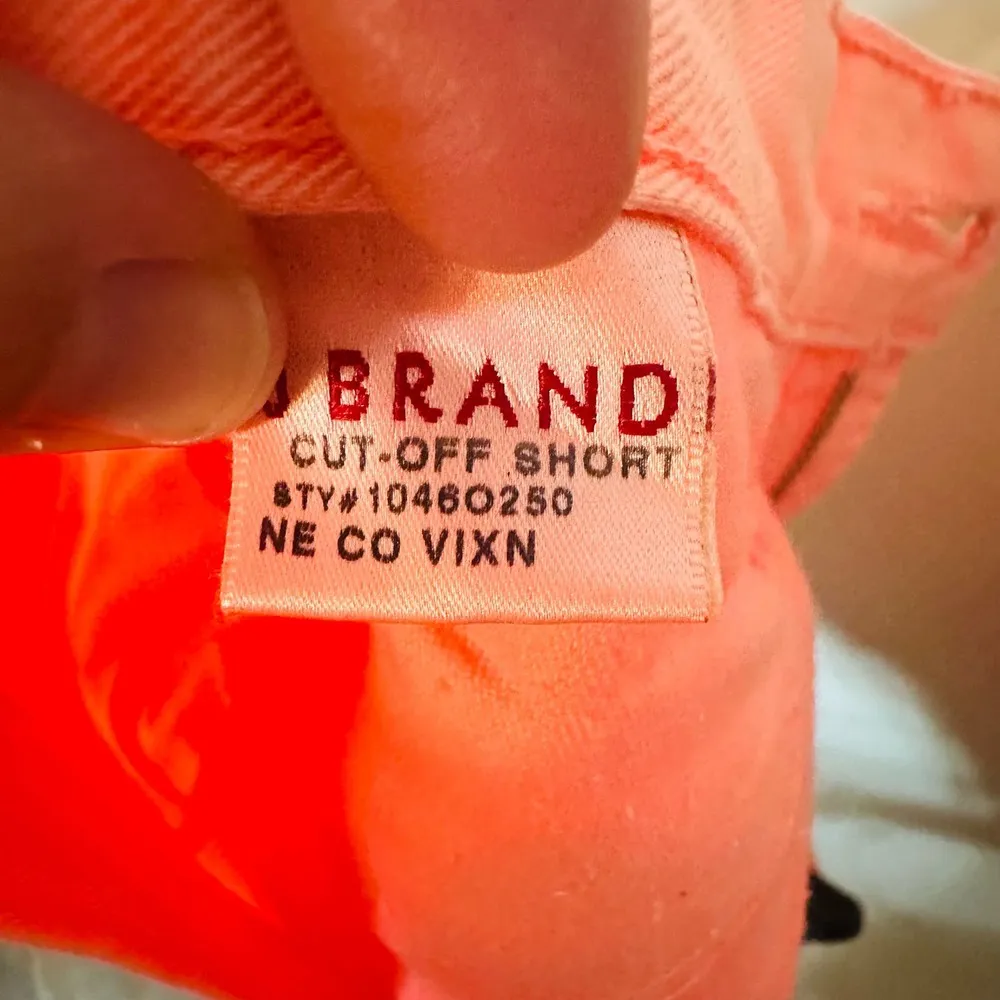 J BRAND
CUT-OFF SHORT
STY#1046O250
NE CO VIXN